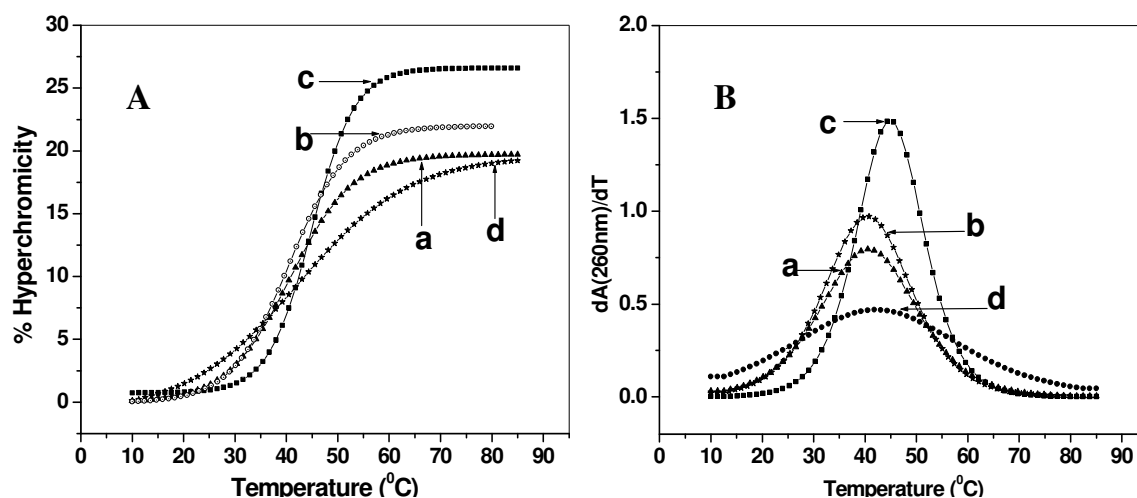 A
% Hyperchromicity
30
25
20
15
10
5
0
c
b
a
d
10 20 30 40 50 60 70 80 90
Temperature (⁰C)
B
dA(260nm)/dT
2.0
1.5
1.0
0.5
0.0
c
b
a
d
10 20 30 40 50 60 70 80 90
Temperature (⁰C)